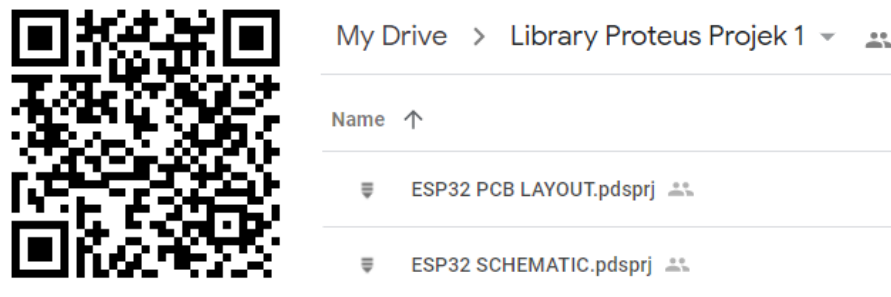 My Drive > Library Proteus Projek 1
Name ↑
ESP32 PCB LAYOUT.pdsprj
ESP32 SCHEMATIC.pdsprj